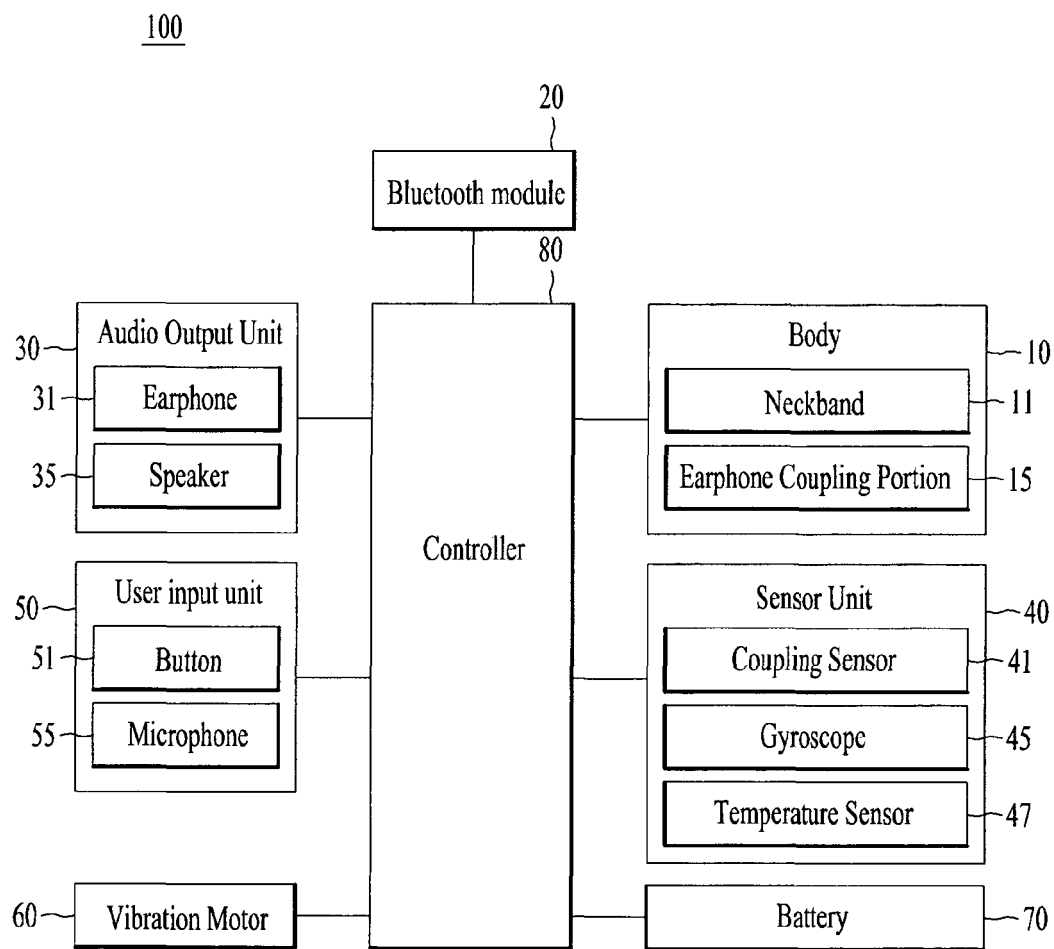 100
20
Bluetooth module
80
Audio Output Unit
30
31
Earphone
35
Speaker
User input unit
50
51
Button
55
Microphone
60
Vibration Motor
Controller
Body
10
Neckband
11
Earphone Coupling Portion
15
Sensor Unit
40
Coupling Sensor
41
Gyroscope
45
Temperature Sensor
47
Battery
70